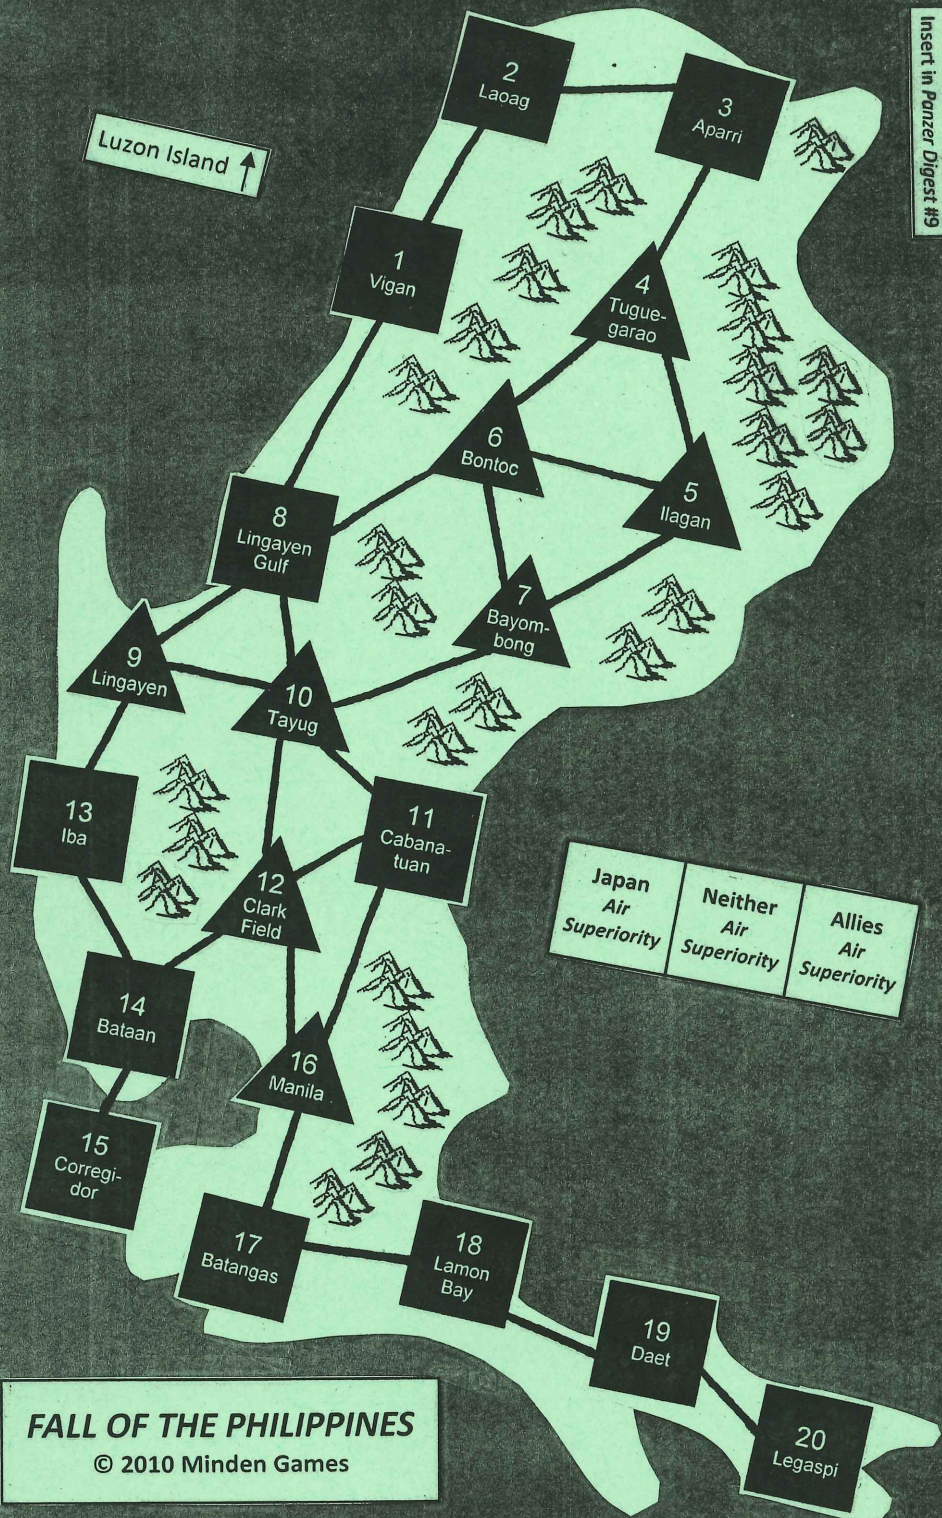 Insert in Panzer Digest #9
Luzon Island
2
Laoag
3
Aparri
1
Vigan
4
Tugue-
garao
6
Bontoc
5
Ilagan
8
Lingayen
Gulf
7
Bayom-
bong
9
Lingayen
10
Tayug
13
Iba
11
Cabana-
tuan
12
Clark
Field
Japan
Air
Superiority
Neither
Air
Superiority
Allies
Air
Superiority
14
Bataan
16
Manila
15
Corregi-
dor
17
Batangas
18
Lamon
Bay
19
Daet
20
Legaspi
FALL OF THE PHILIPPINES
© 2010 Minden Games